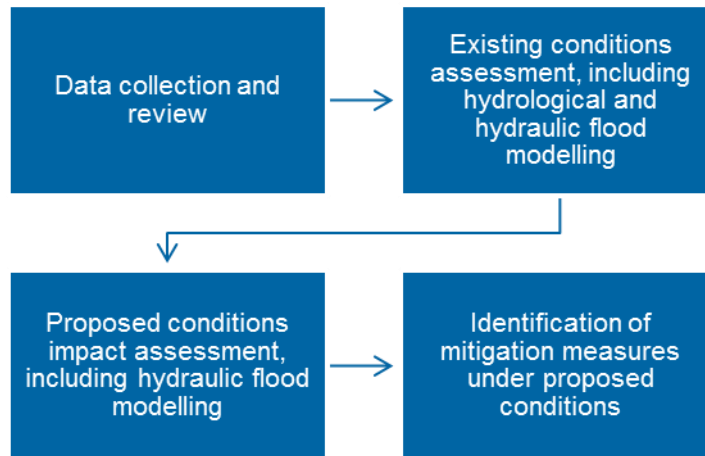 Data collection and
review
Existing conditions
assessment, including
hydrological and
hydraulic flood
modelling
Proposed conditions
impact assessment,
including hydraulic flood
modelling
Identification of
mitigation measures
under proposed
conditions